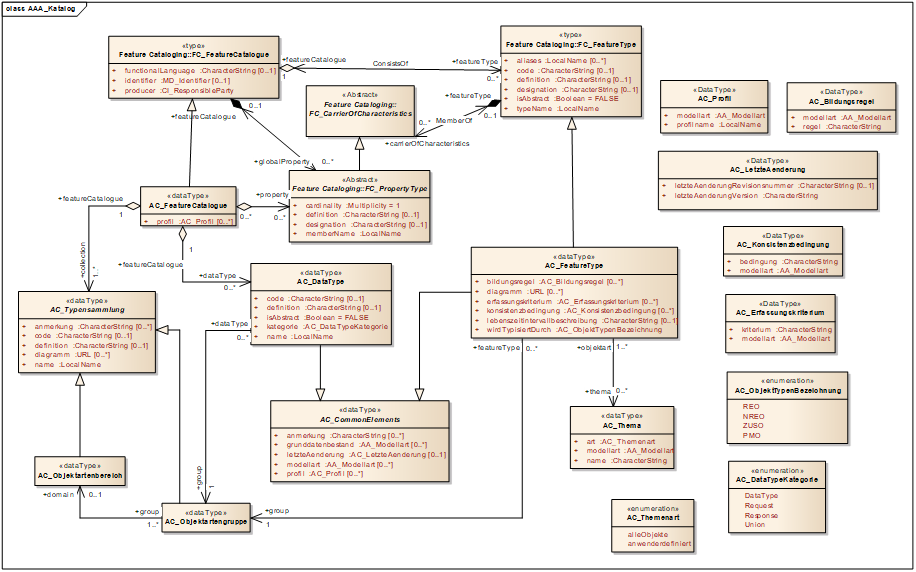 class AAA_Katalog
«type»
Feature Cataloging::FC_FeatureCatalogue
+ functionalLanguage :CharacterString [0..1]
+ identifier :MD_Identifier [0..1]
+ producer :CI_ResponsibleParty
«type»
Feature Cataloging::FC_FeatureType
+ aliases :LocalName [0..*]
+ code :CharacterString [0..1]
+ definition :CharacterString [0..1]
+ designation :CharacterString [0..1]
+ isAbstract :Boolean = FALSE
+ typeName :LocalName
+featureCatalogue
1
ConsistsOf
+featureType
0..*
«Abstract»
Feature Cataloging::
FC_CarrierOfCharacteristics
+featureType
0..1
MemberOf
0..*
+carrierOfCharacteristics
0..1
+featureCatalogue
+globalProperty
0..*
«DataType»
AC_Profil
+ modellart :AA_Modellart
+ profilname :LocalName
«DataType»
AC_Bildungsregel
+ modellart :AA_Modellart
+ regel :CharacterString
«DataType»
AC_LetzteAenderung
+ letzteAenderungRevisionsnummer :CharacterString [0..1]
+ letzteAenderungVersion :CharacterString
«Abstract»
Feature Cataloging::FC_PropertyType
+ cardinality :Multiplicity = 1
+ definition :CharacterString [0..1]
+ designation :CharacterString [0..1]
+ memberName :LocalName
«dataType»
AC_FeatureCatalogue
+ profil :AC_Profil [0..*]
+featureCatalogue
1
+property
0..*
0..*
1
+featureCatalogue
+collection
1..*
+dataType
0..*
«DataType»
AC_Konsistenzbedingung
+ bedingung :CharacterString
+ modellart :AA_Modellart
«dataType»
AC_FeatureType
+ bildungsregel :AC_Bildungsregel [0..*]
+ diagramm :URL [0..*]
+ erfassungskriterium :AC_Erfassungskriterium [0..*]
+ konsistenzbedingung :AC_Konsistenzbedingung [0..*]
+ lebenszeitintervallbeschreibung :CharacterString [0..1]
+ wirdTypisiertDurch :AC_ObjektTypenBezeichnung
«dataType»
AC_DataType
+ code :CharacterString [0..1]
+ definition :CharacterString [0..1]
+ isAbstract :Boolean = FALSE
+ kategorie :AC_DataTypeKategorie
+ name :LocalName
«dataType»
AC_Typensammlung
+ anmerkung :CharacterString [0..*]
+ code :CharacterString [0..1]
+ definition :CharacterString [0..1]
+ diagramm :URL [0..*]
+ name :LocalName
«DataType»
AC_Erfassungskriterium
+ kriterium :CharacterString
+ modellart :AA_Modellart
+dataType
0..*
+featureType
0..*
+objektart
1..*
+thema
0..*
«enumeration»
AC_ObjektTypenBezeichnung
REO
NREO
ZUSO
PMO
«dataType»
AC_CommonElements
+ anmerkung :CharacterString [0..*]
+ grunddatenbestand :AA_Modellart [0..*]
+ letzteAenderung :AC_LetzteAenderung [0..1]
+ modellart :AA_Modellart [0..*]
+ profil :AC_Profil [0..*]
«dataType»
AC_Thema
+ art :AC_Themenart
+ modellart :AA_Modellart
+ name :CharacterString
«dataType»
AC_Objektartenbereich
+domain
0..1
+group
1..*
+group
1
«dataType»
AC_Objektartengruppe
+group
1
«enumeration»
AC_DataTypeKategorie
DataType
Request
Response
Union
«enumeration»
AC_Themenart
alleObjekte
anwenderdefiniert